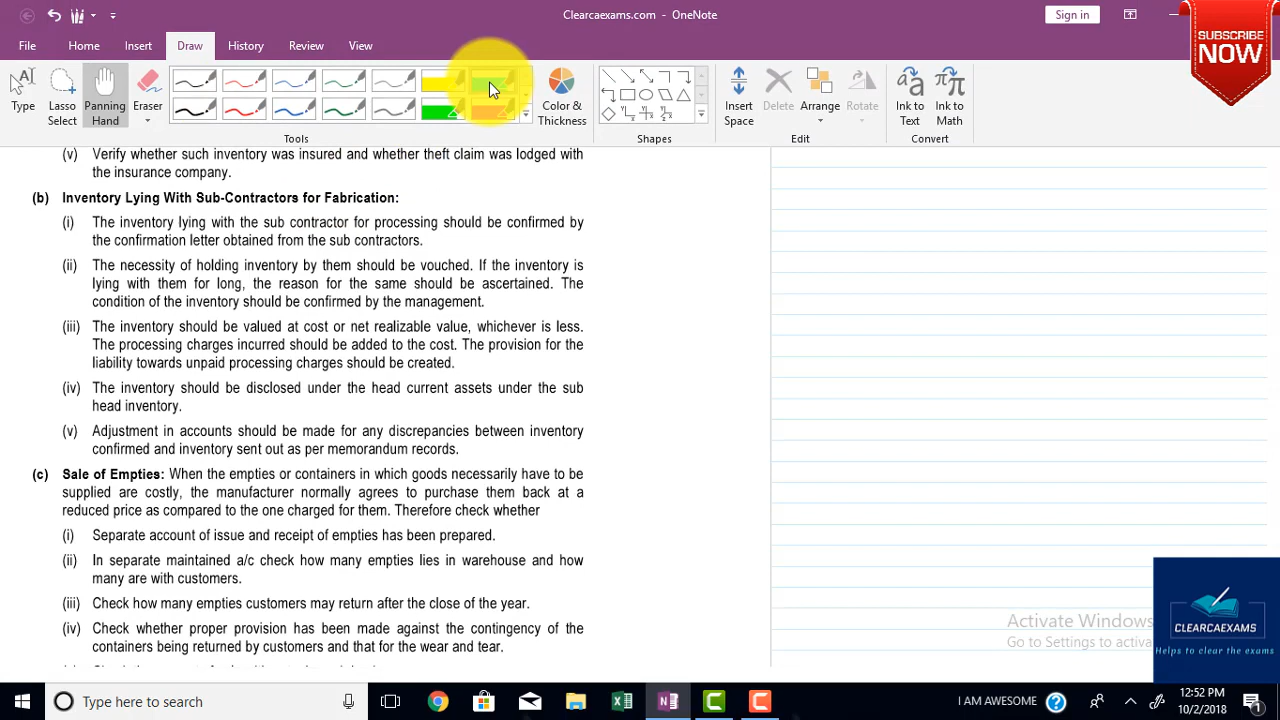 Clearcaexams.com - OneNote
Sign in
SUBSCRIBE
NOW
File Home Insert Draw History Review View
Type
Lasso Select
Panning Hand
Eraser
Color & Thickness
Insert Space
Delete
Arrange
Rotate
Ink to Text
Ink to Math
Tools
Shapes
Edit
Convert
(v) Verify whether such inventory was insured and whether theft claim was lodged with
the insurance company.
(b) Inventory Lying With Sub-Contractors for Fabrication:
(i) The inventory lying with the sub contractor for processing should be confirmed by
the confirmation letter obtained from the sub contractors.
(ii) The necessity of holding inventory by them should be vouched. If the inventory is
lying with them for long, the reason for the same should be ascertained. The
condition of the inventory should be confirmed by the management.
(iii) The inventory should be valued at cost or net realizable value, whichever is less.
The processing charges incurred should be added to the cost. The provision for the
liability towards unpaid processing charges should be created.
(iv) The inventory should be disclosed under the head current assets under the sub
head inventory.
(v) Adjustment in accounts should be made for any discrepancies between inventory
confirmed and inventory sent out as per memorandum records.
(c) Sale of Empties: When the empties or containers in which goods necessarily have to be
supplied are costly, the manufacturer normally agrees to purchase them back at a
reduced price as compared to the one charged for them. Therefore check whether
(i) Separate account of issue and receipt of empties has been prepared.
(ii) In separate maintained a/c check how many empties lies in warehouse and how
many are with customers.
(iii) Check how many empties customers may return after the close of the year.
(iv) Check whether proper provision has been made against the contingency of the
containers being returned by customers and that for the wear and tear.
Activate Windows
Go to Settings to activa
CLEARCAEXAMS
Helps to clear the exams
Type here to search
I AM AWESOME
12:52 PM
10/2/2018
1